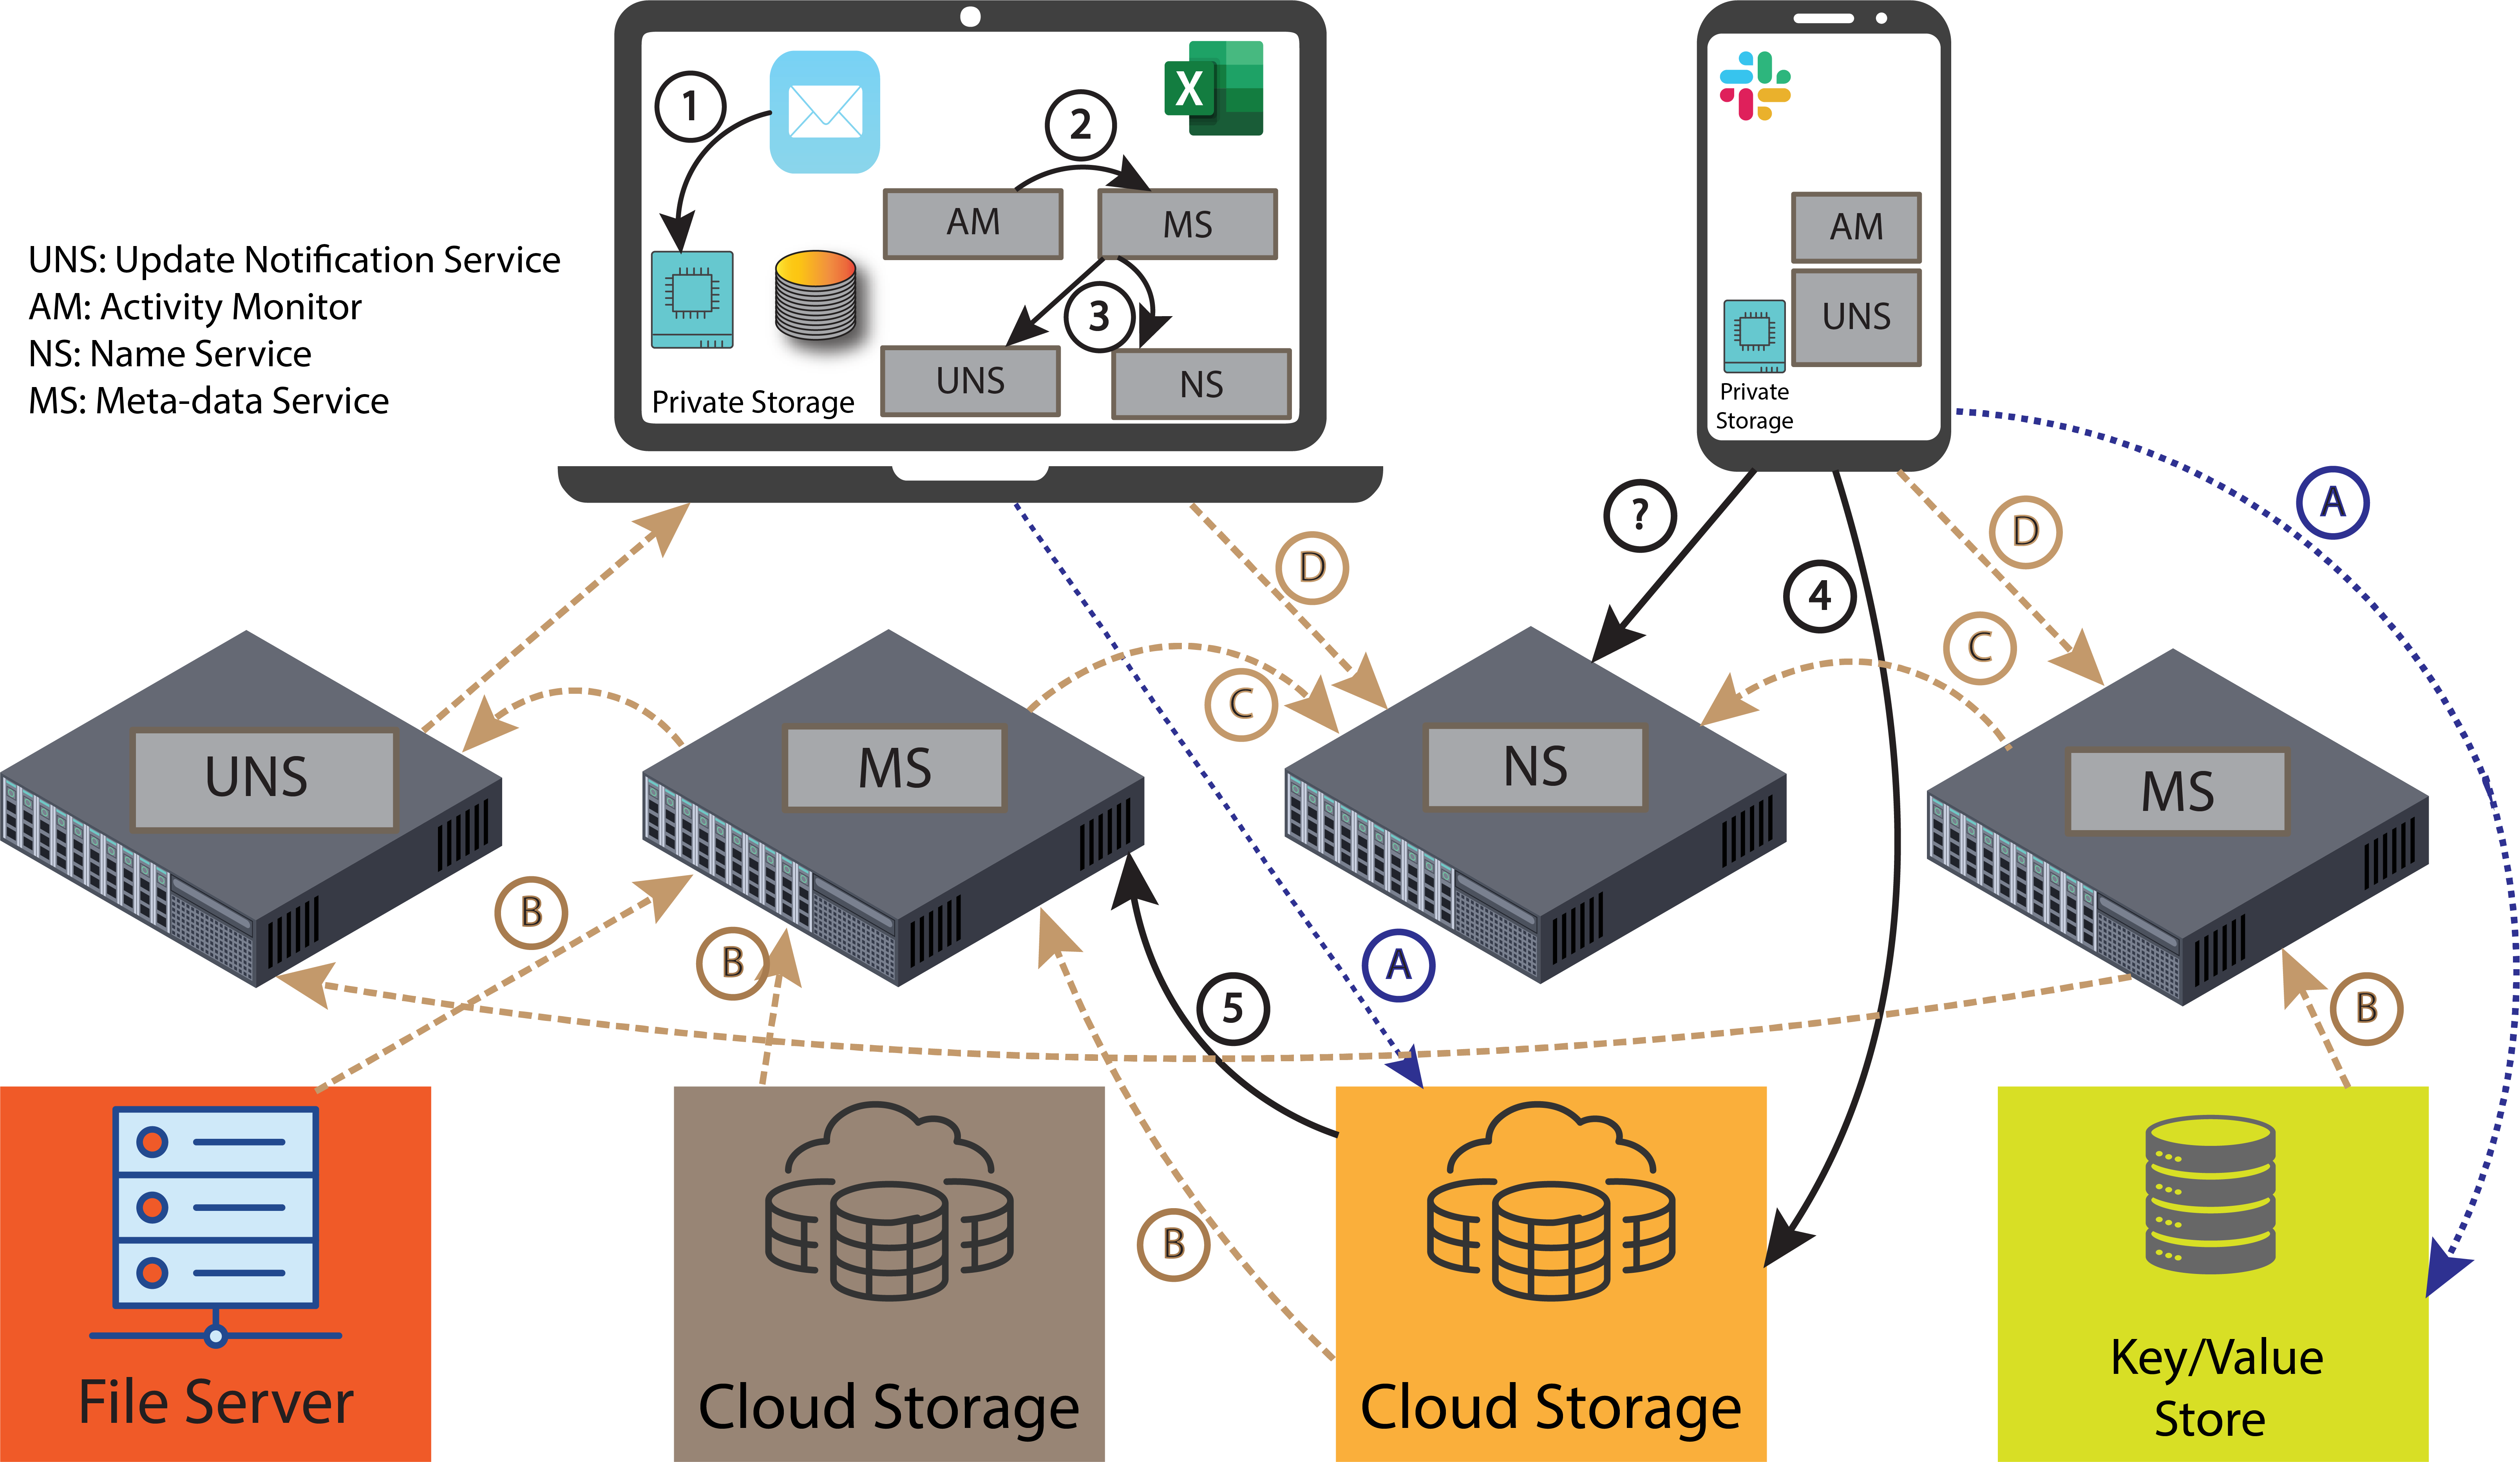 1
2
X
AM
MS
AM
UNS: Update Notification Service
AM: Activity Monitor
NS: Name Service
MS: Meta-data Service
3
UNS
UNS
NS
Private Storage
Private
Storage
?
A
D
D
4
C
C
UNS
MS
NS
MS
B
B
A
5
B
B
File Server
Cloud Storage
Cloud Storage
Key/Value
Store